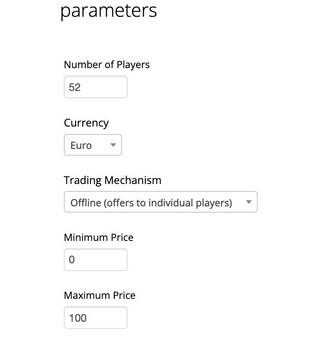 parameters
Number of Players
52
Currency
Euro
Trading Mechanism
Offline (offers to individual players)
Minimum Price
0
Maximum Price
100